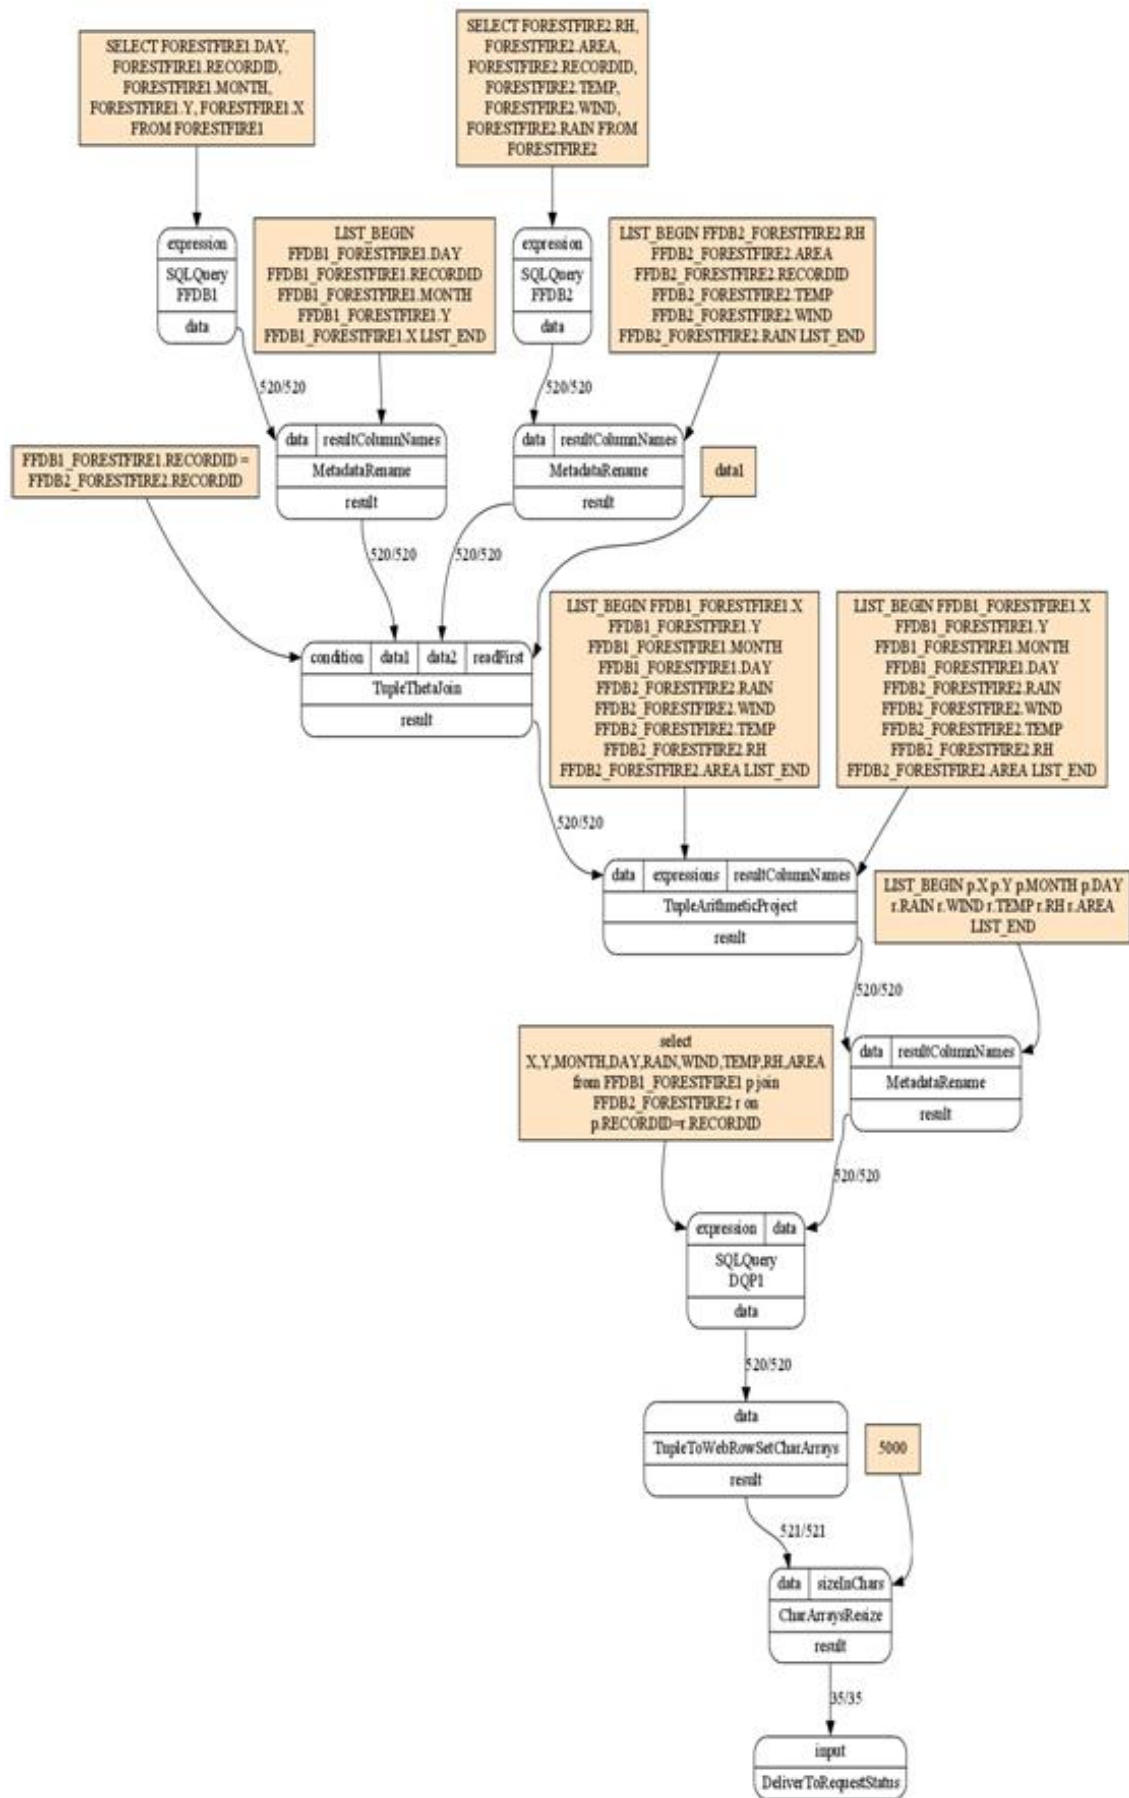 SELECT FORESTFIRE1.DAY,
FORESTFIRE1.RECORDID,
FORESTFIRE1.MONTH,
FORESTFIRE1.Y, FORESTFIRE1.X
FROM FORESTFIRE1
SELECT FORESTFIRE2.RH,
FORESTFIRE2.AREA,
FORESTFIRE2.RECORDID,
FORESTFIRE2.TEMP,
FORESTFIRE2.WIND,
FORESTFIRE2.RAIN FROM
FORESTFIRE2
expression
SQLQuery
FFDB1
data
LIST_BEGIN
FFDB1_FORESTFIRE1.DAY
FFDB1_FORESTFIRE1.RECORDID
FFDB1_FORESTFIRE1.MONTH
FFDB1_FORESTFIRE1.Y
FFDB1_FORESTFIRE1.X LIST_END
expression
SQLQuery
FFDB2
data
LIST_BEGIN FFDB2_FORESTFIRE2.RH
FFDB2_FORESTFIRE2.AREA
FFDB2_FORESTFIRE2.RECORDID
FFDB2_FORESTFIRE2.TEMP
FFDB2_FORESTFIRE2.WIND
FFDB2_FORESTFIRE2.RAIN LIST_END
520/520
520/520
FFDB1_FORESTFIRE1.RECORDID =
FFDB2_FORESTFIRE2.RECORDID
data resultColumnNames
MetadataRename
result
data resultColumnNames
MetadataRename
result
data1
520/520
520/520
condition data1 data2 readFirst
TupleThetaJoin
result
LIST_BEGIN FFDB1_FORESTFIRE1.X
FFDB1_FORESTFIRE1.Y
FFDB1_FORESTFIRE1.MONTH
FFDB1_FORESTFIRE1.DAY
FFDB2_FORESTFIRE2.RAIN
FFDB2_FORESTFIRE2.WIND
FFDB2_FORESTFIRE2.TEMP
FFDB2_FORESTFIRE2.RH
FFDB2_FORESTFIRE2.AREA LIST_END
LIST_BEGIN FFDB1_FORESTFIRE1.X
FFDB1_FORESTFIRE1.Y
FFDB1_FORESTFIRE1.MONTH
FFDB1_FORESTFIRE1.DAY
FFDB2_FORESTFIRE2.RAIN
FFDB2_FORESTFIRE2.WIND
FFDB2_FORESTFIRE2.TEMP
FFDB2_FORESTFIRE2.RH
FFDB2_FORESTFIRE2.AREA LIST_END
520/520
data expressions resultColumnNames
TupleArithmeticProject
result
LIST_BEGIN p.X p.Y p.MONTH p.DAY
r.RAIN r.WIND r.TEMP r.RH r.AREA
LIST_END
520/520
select
X,Y,MONTH,DAY,RAIN,WIND,TEMP,RH,AREA
from FFDB1_FORESTFIRE1 p join
FFDB2_FORESTFIRE2 r on
p.RECORDID=r.RECORDID
data resultColumnNames
MetadataRename
result
520/520
expression data
SQLQuery
DQP1
data
520/520
data
TupleToWebRowSetCharArrays
result
5000
521/521
data sizeInChars
CharArraysResize
result
35/35
input
DeliverToRequestStatus